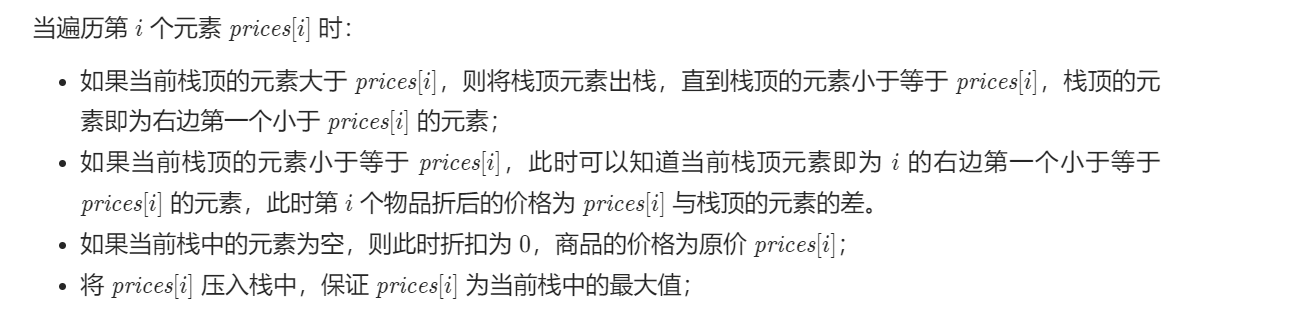 当遍历第 i 个元素 prices[i] 时：
• 如果当前栈顶的元素大于 prices[i]，则将栈顶元素出栈，直到栈顶的元素小于等于 prices[i]，栈顶的元
素即为右边第一个小于 prices[i] 的元素；
• 如果当前栈顶的元素小于等于 prices[i]，此时可以知道当前栈顶元素即为 i 的右边第一个小于等于
prices[i] 的元素，此时第 i 个物品折后的价格为 prices[i] 与栈顶的元素的差。
• 如果当前栈中的元素为空，则此时折扣为 0，商品的价格为原价 prices[i]；
• 将 prices[i] 压入栈中，保证 prices[i] 为当前栈中的最大值；